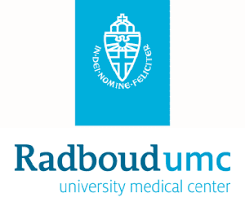 IN·DEI·NOMINE·FELICITER
Radboudumc
university medical center